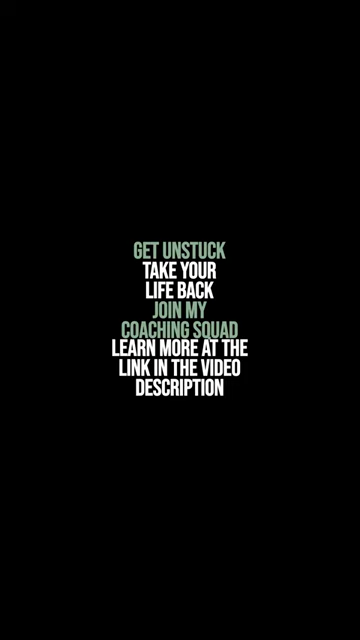 GET UNSTUCK
TAKE YOUR
LIFE BACK
JOIN MY
COACHING SQUAD
LEARN MORE AT THE
LINK IN THE VIDEO
DESCRIPTION